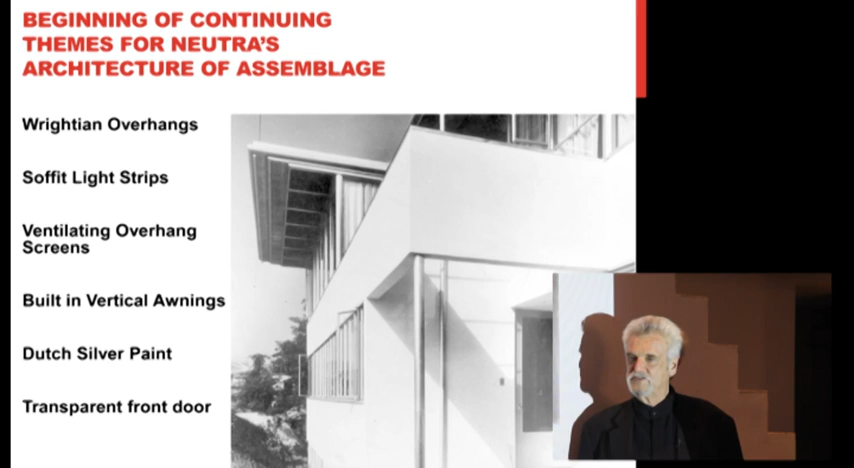 BEGINNING OF CONTINUING
THEMES FOR NEUTRA'S
ARCHITECTURE OF ASSEMBLAGE
Wrightian Overhangs
Soffit Light Strips
Ventilating Overhang
Screens
Built in Vertical Awnings
Dutch Silver Paint
Transparent front door